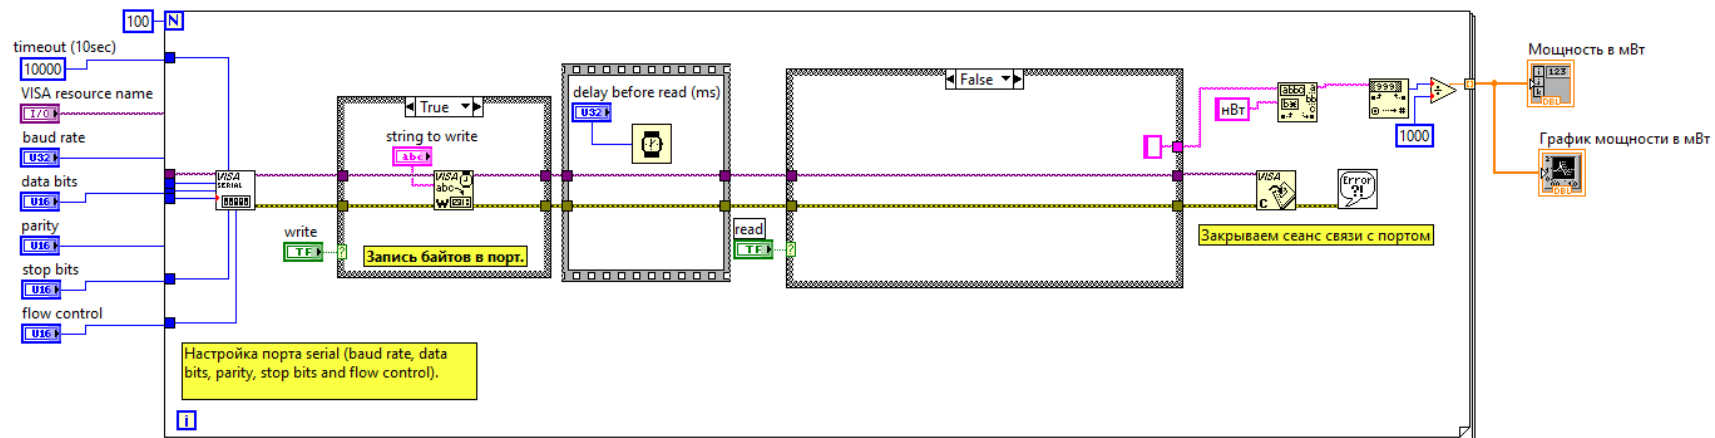 100
N
timeout (10sec)
10000
VISA resource name
I/O
baud rate
U32
data bits
U16
parity
U16
stop bits
U16
flow control
U16
VISA
SERIAL
True
string to write
abc
VISA
abc
W
write
TF
?
Запись байтов в порт.
delay before read (ms)
U32
read
TF
?
False
нВт
999
1000
VISA
C
Error
?!
Закрываем сеанс связи с портом
Мощность в мВт
123
DBL
График мощности в мВт
DBL
Настройка порта serial (baud rate, data
bits, parity, stop bits and flow control).
i